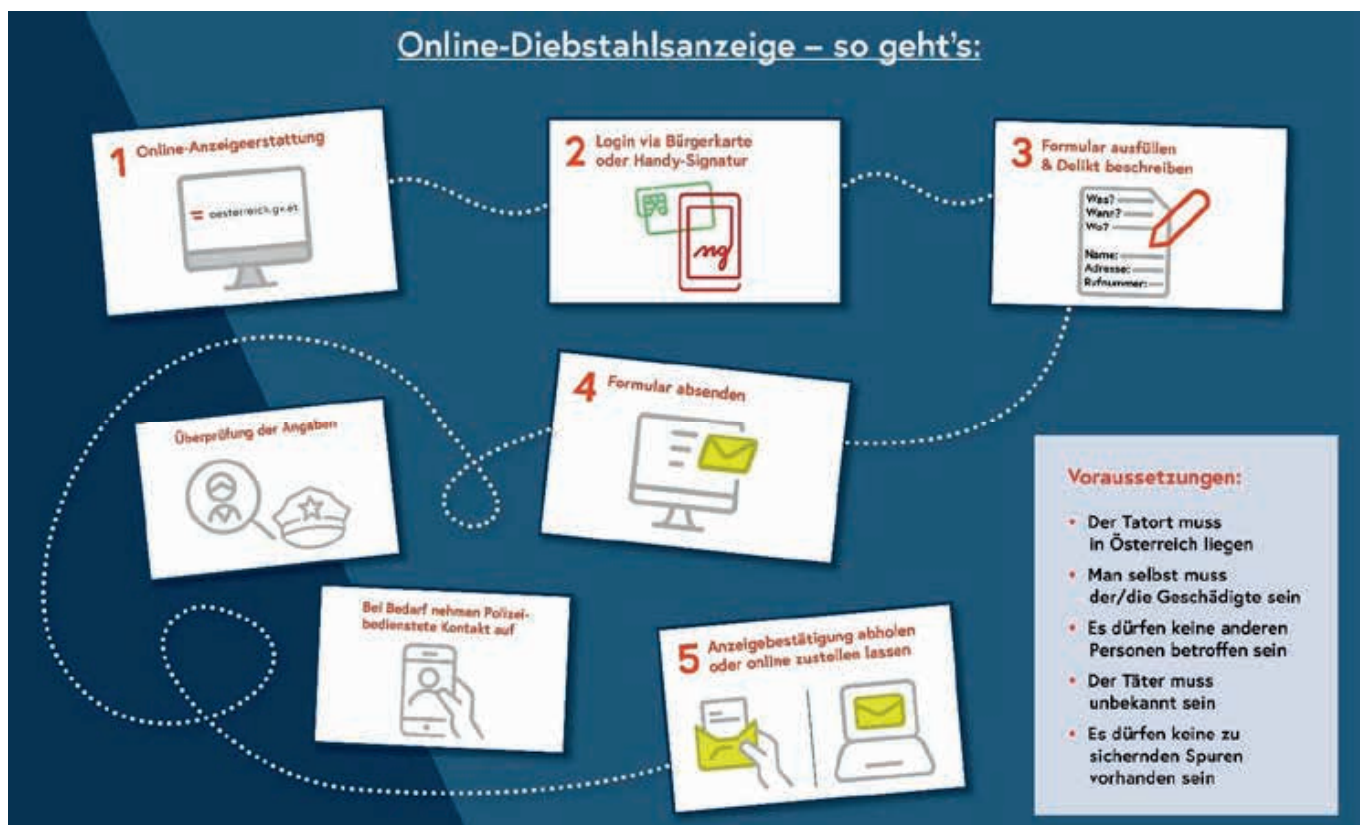 Online-Diebstahlsanzeige – so geht's:
1 Online-Anzeigeerstattung
oesterreich.gv.at
2 Login via Bürgerkarte
oder Handy-Signatur
3 Formular ausfüllen
& Delikt beschreiben
Was?
Wann?
Wo?
Name:
Adresse:
Rufnummer:
4 Formular absenden
Überprüfung der Angaben
Bei Bedarf nehmen Polizei-
bedienstete Kontakt auf
5 Anzeigebestätigung abholen
oder online zustellen lassen
Voraussetzungen:
• Der Tatort muss
in Österreich liegen
• Man selbst muss
der/die Geschädigte sein
• Es dürfen keine anderen
Personen betroffen sein
• Der Täter muss
unbekannt sein
• Es dürfen keine zu
sichernden Spuren
vorhanden sein